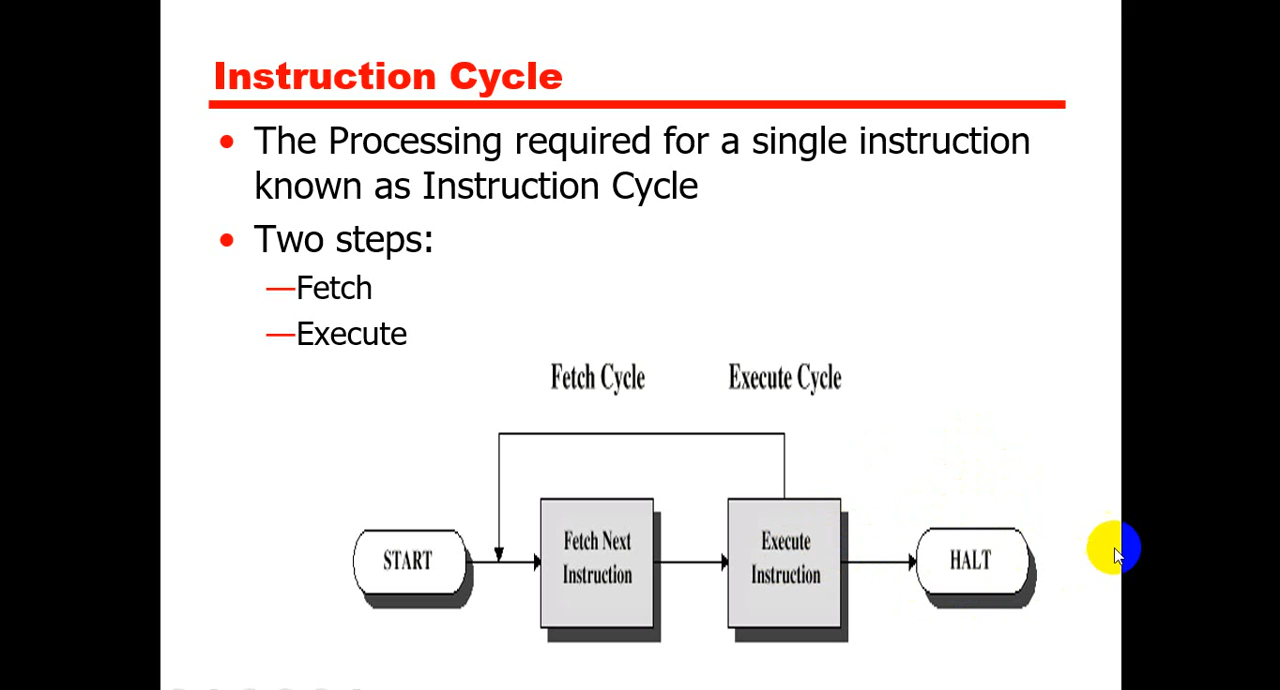 Instruction Cycle
• The Processing required for a single instruction
known as Instruction Cycle
• Two steps:
—Fetch
—Execute
Fetch Cycle
Execute Cycle
START
Fetch Next
Instruction
Execute
Instruction
HALT